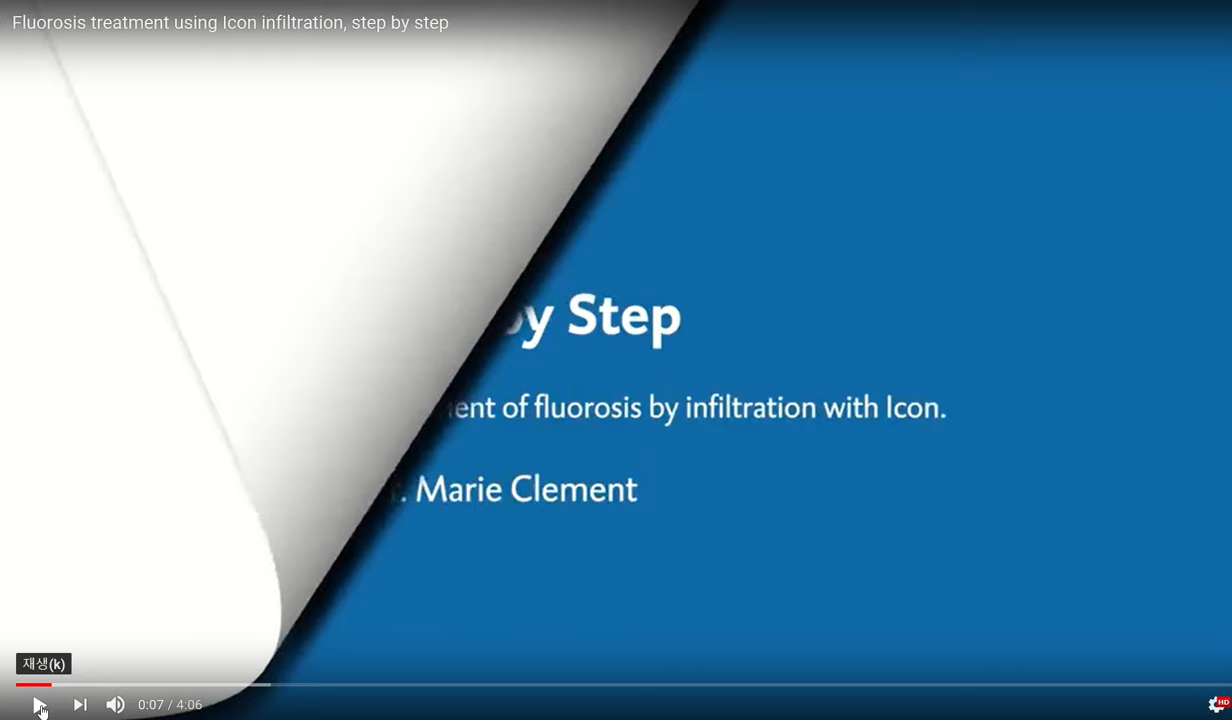 Fluorosis treatment using Icon infiltration, step by step
by Step
ent of fluorosis by infiltration with Icon.
. Marie Clement
재생(k)
0:07 / 4:06
HD